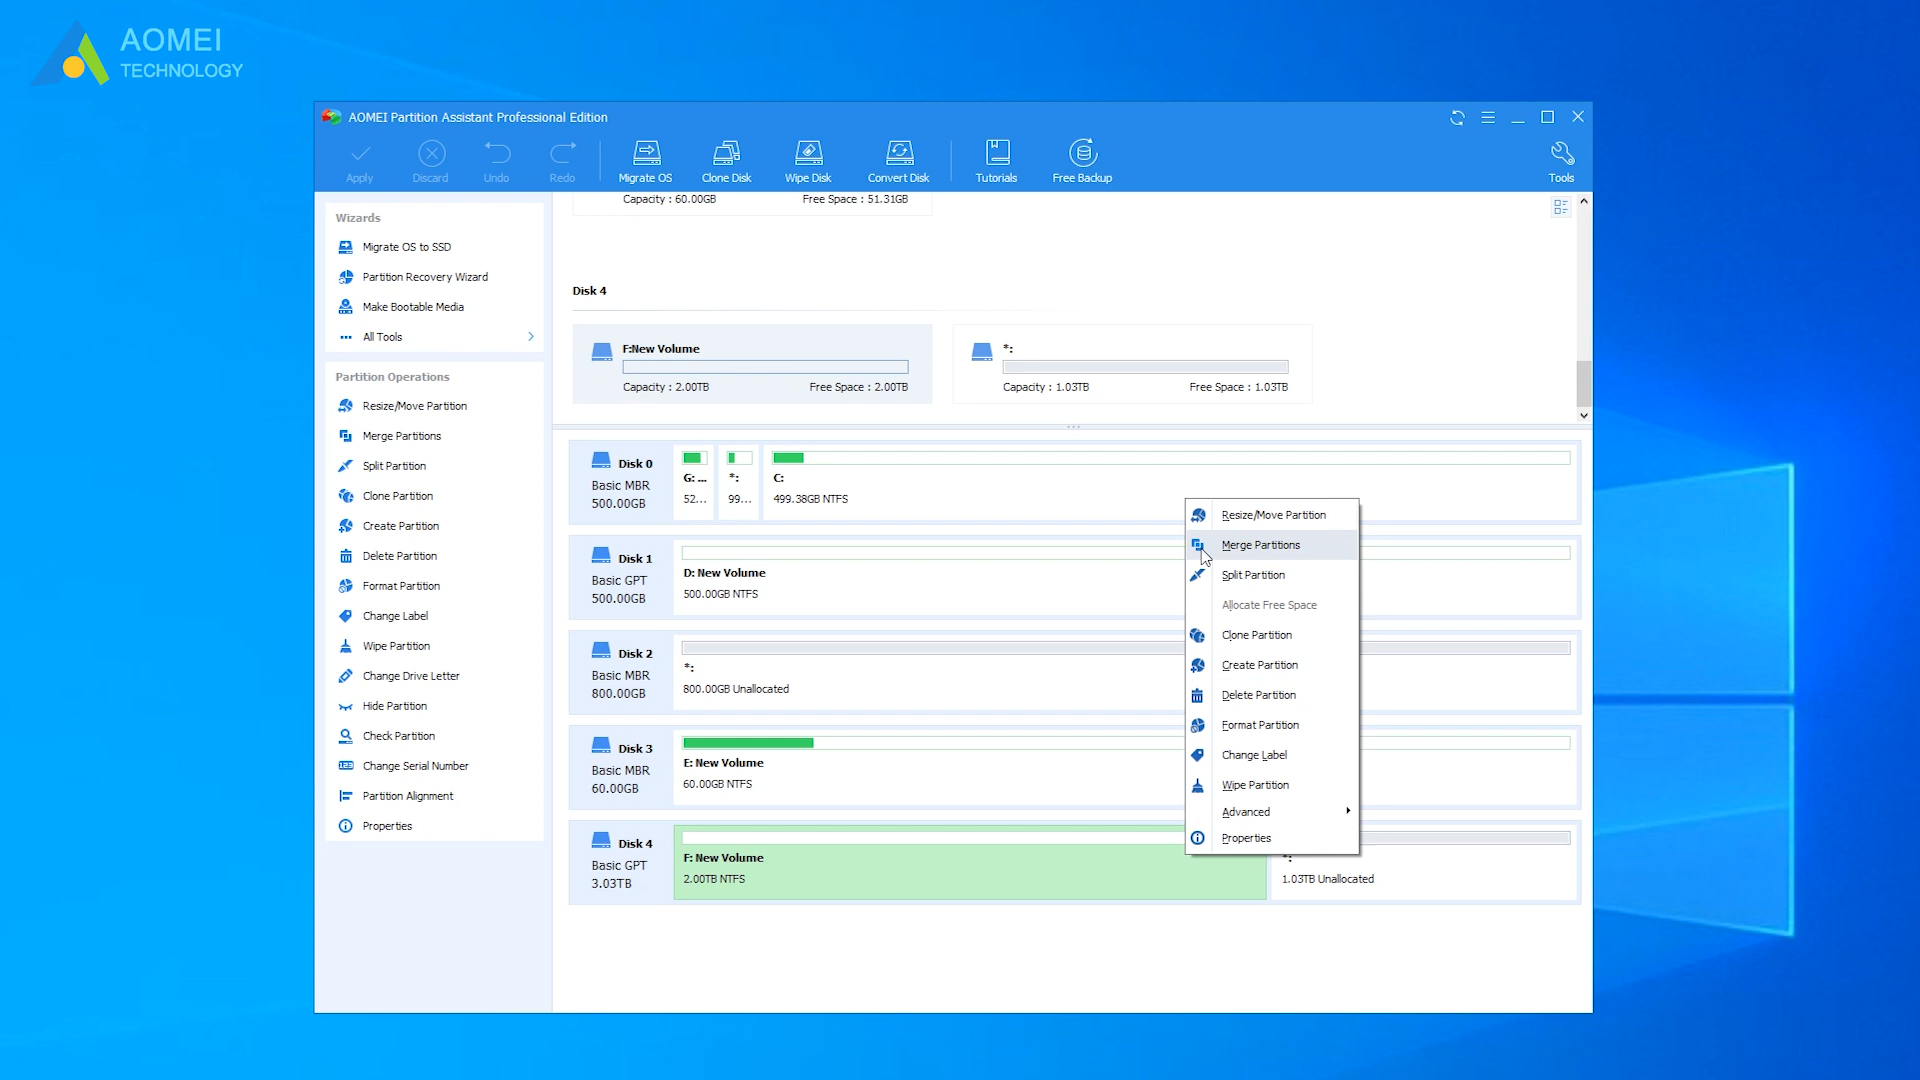 AOMEI
TECHNOLOGY
AOMEI Partition Assistant Professional Edition
Apply
Discard
Undo
Redo
Migrate OS
Clone Disk
Wipe Disk
Convert Disk
Tutorials
Free Backup
Tools
Wizards
Migrate OS to SSD
Partition Recovery Wizard
Make Bootable Media
All Tools
Partition Operations
Resize/Move Partition
Merge Partitions
Split Partition
Clone Partition
Create Partition
Delete Partition
Format Partition
Change Label
Wipe Partition
Change Drive Letter
Hide Partition
Check Partition
Change Serial Number
Partition Alignment
Properties
Capacity : 60.00GB Free Space : 51.31GB
Disk 4
F:New Volume
Capacity : 2.00TB Free Space : 2.00TB
*:
Capacity : 1.03TB Free Space : 1.03TB
Disk 0
Basic MBR
500.00GB
G: ...
52...
*:
99...
C:
499.38GB NTFS
Disk 1
Basic GPT
500.00GB
D: New Volume
500.00GB NTFS
Disk 2
Basic MBR
800.00GB
*:
800.00GB Unallocated
Disk 3
Basic MBR
60.00GB
E: New Volume
60.00GB NTFS
Disk 4
Basic GPT
3.03TB
F: New Volume
2.00TB NTFS
*:
1.03TB Unallocated
Resize/Move Partition
Merge Partitions
Split Partition
Allocate Free Space
Clone Partition
Create Partition
Delete Partition
Format Partition
Change Label
Wipe Partition
Advanced
Properties